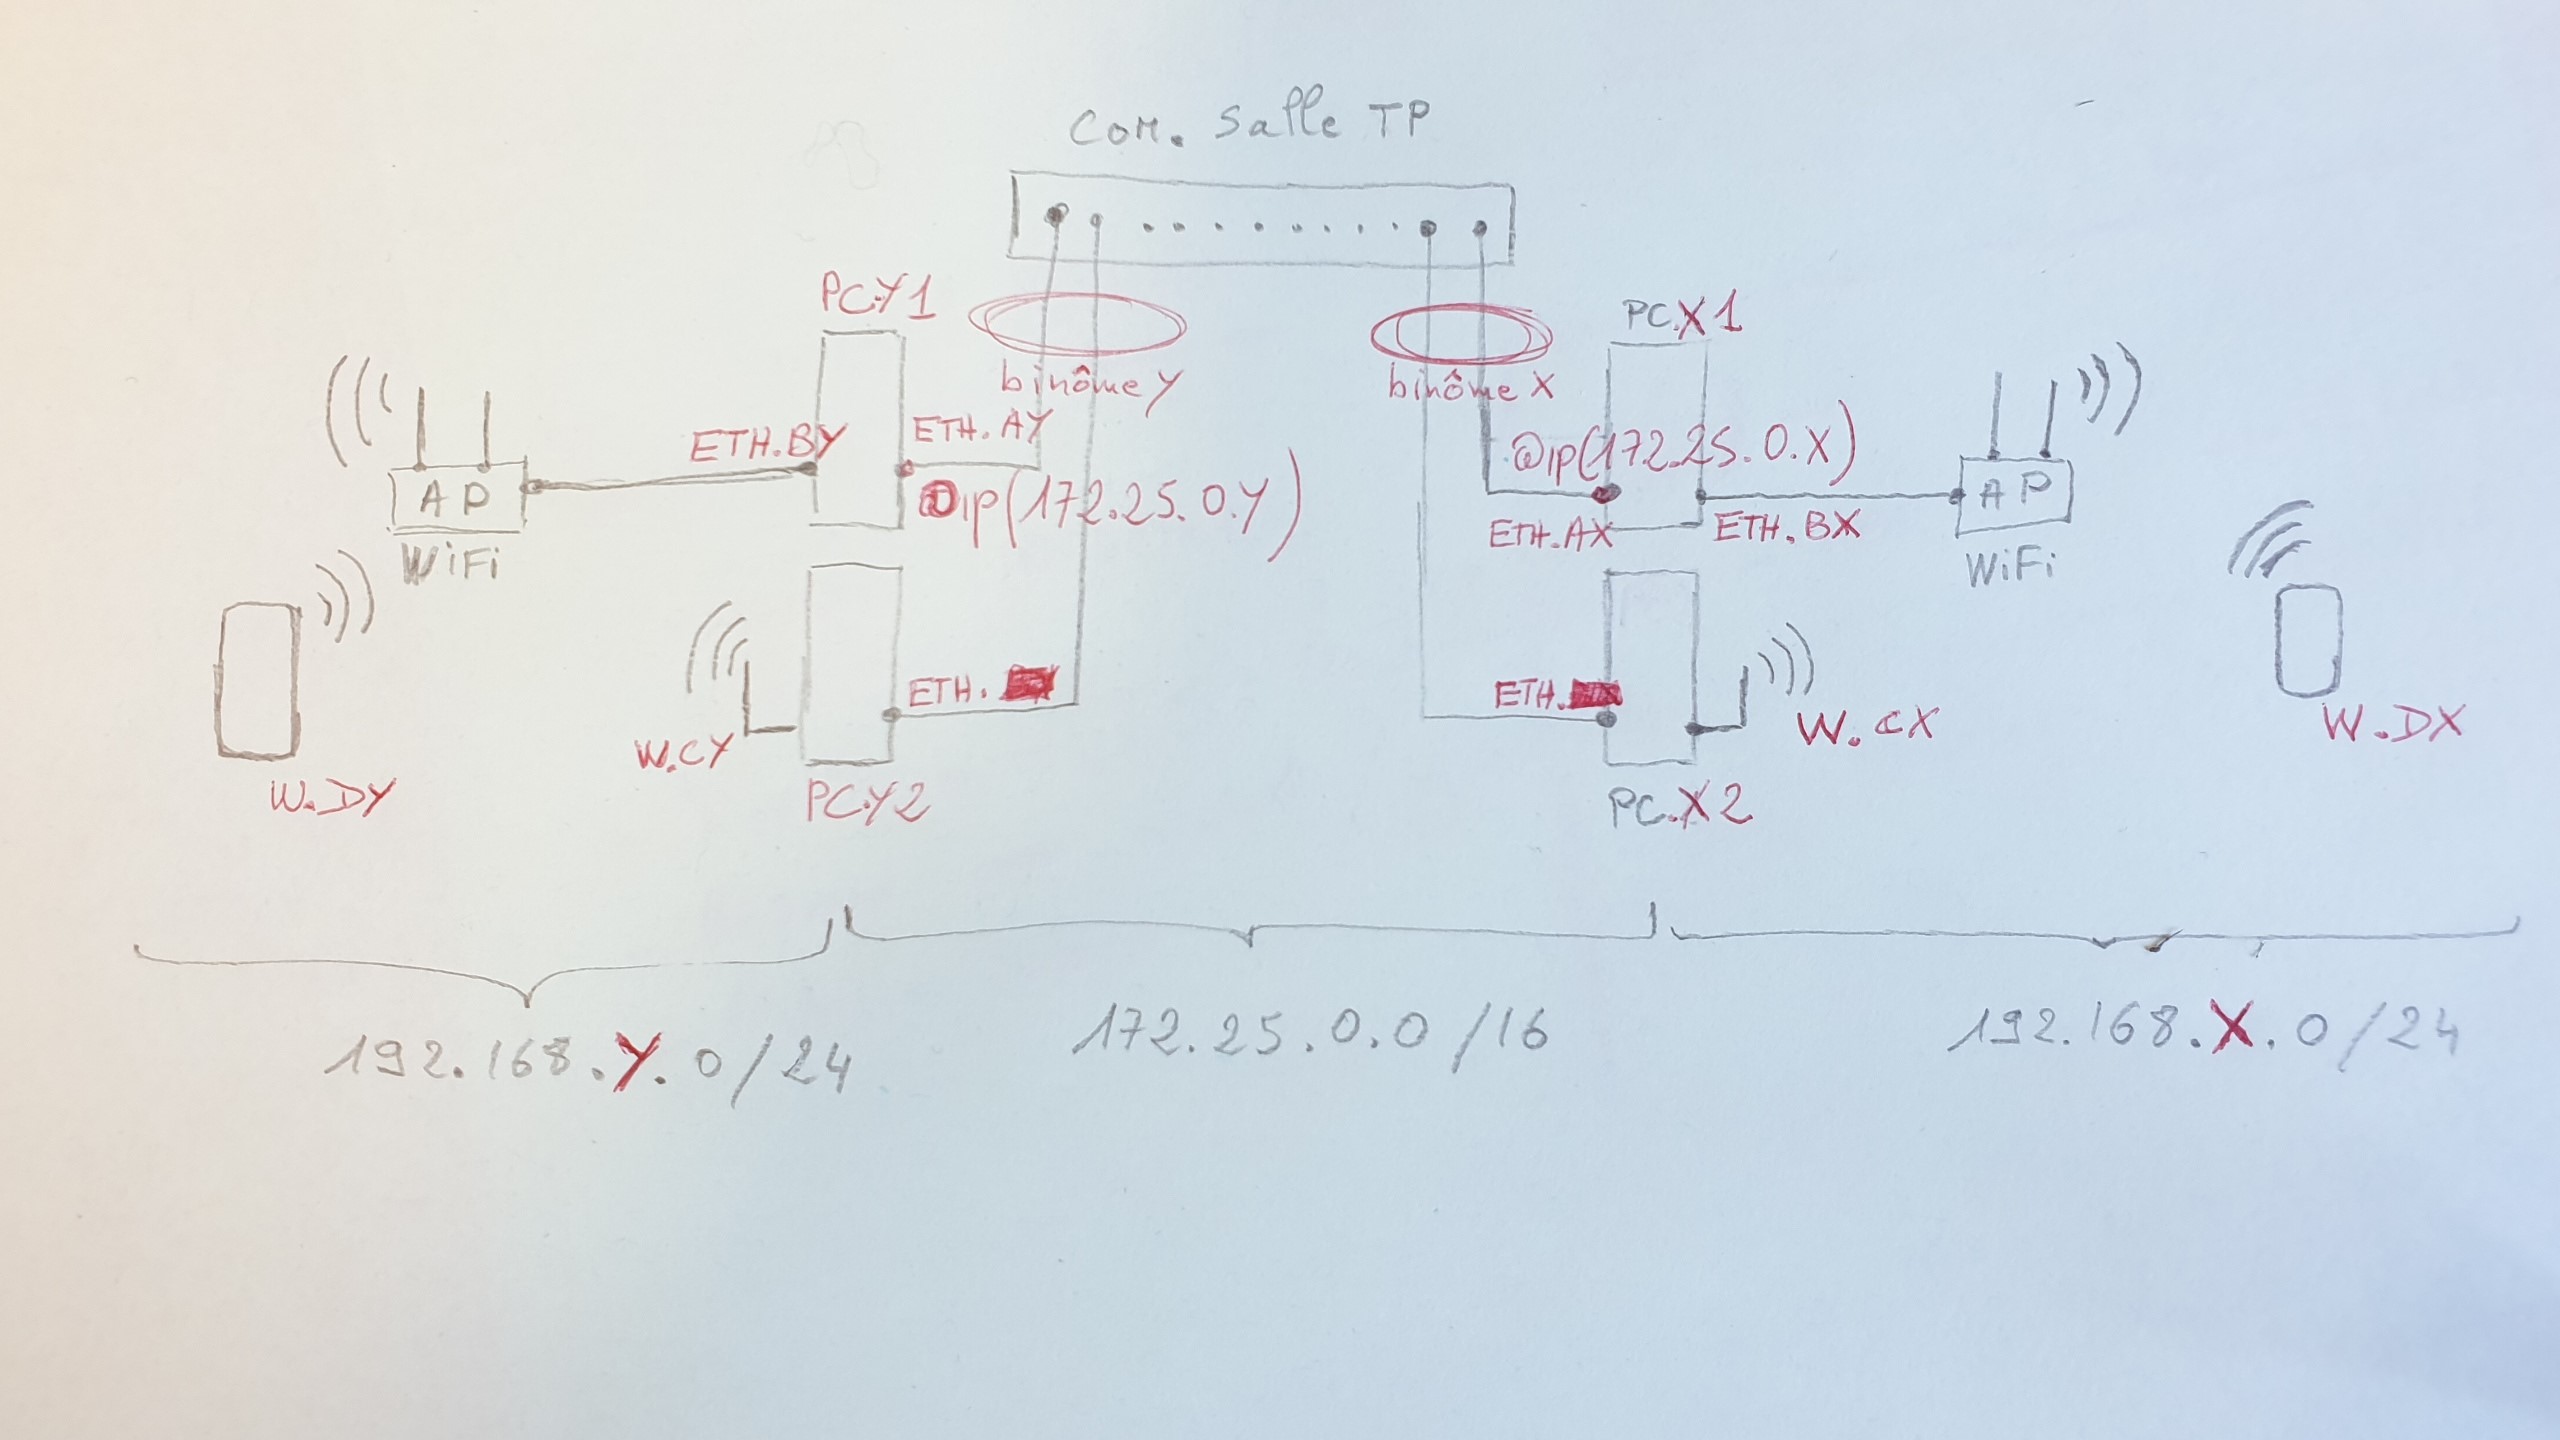 Com. Salle TP
PC.Y1
PC.X1
binôme Y
binôme X
ETH.BY
ETH.AY
@ip(172.25.0.Y)
@ip(172.25.0.X)
ETH.AX
ETH.BX
AP
WiFi
AP
WiFi
ETH.
ETH.
W.DY
W.CY
PC.Y2
PC.X2
W.CX
W.DX
192.168.Y.0/24
172.25.0.0/16
192.168.X.0/24